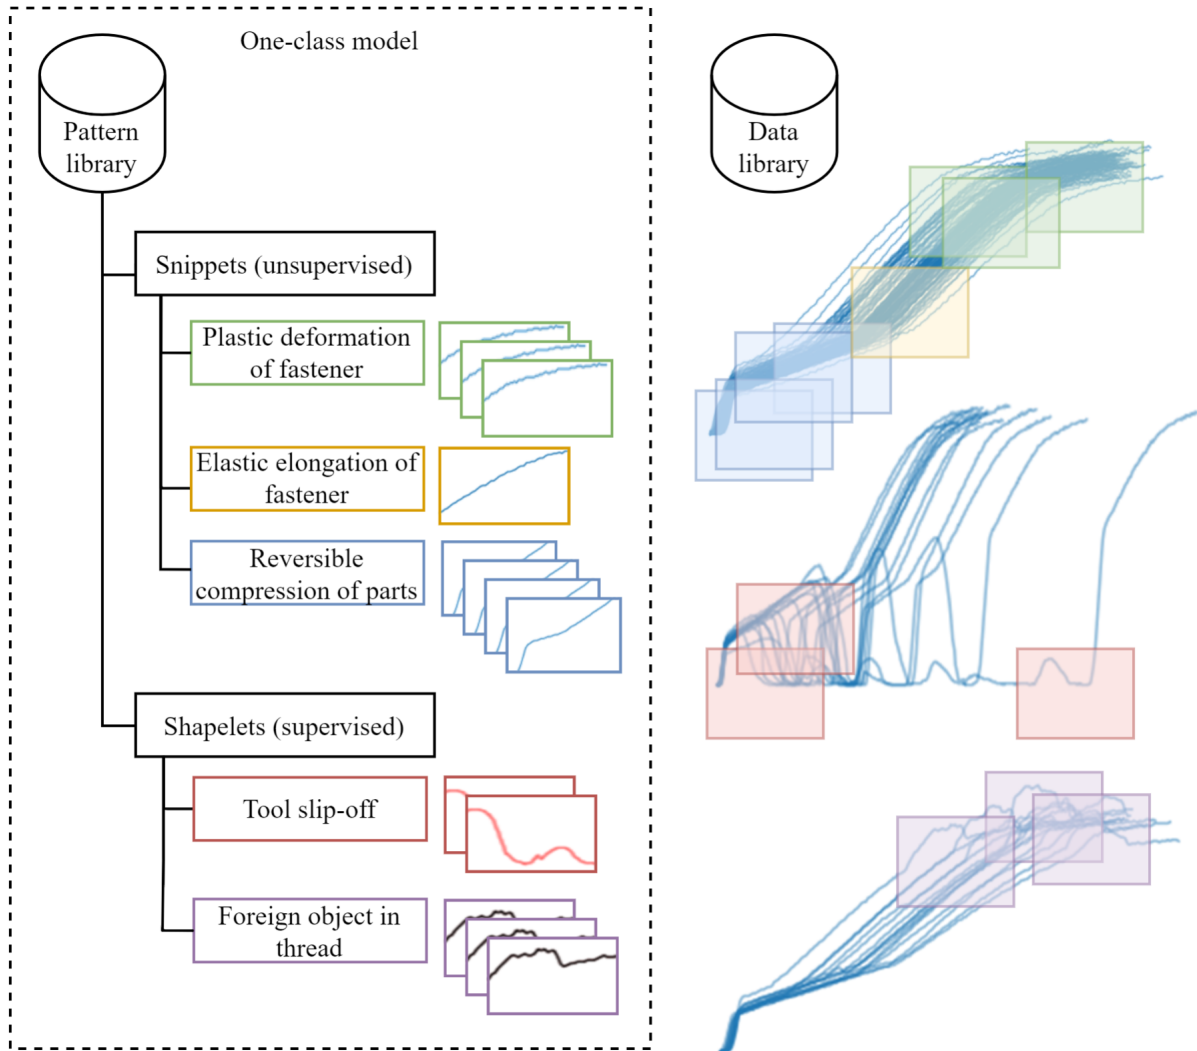 One-class model
Pattern
library
Snippets (unsupervised)
Plastic deformation
of fastener
Elastic elongation of
fastener
Reversible
compression of parts
Shapelets (supervised)
Tool slip-off
Foreign object in
thread
Data
library